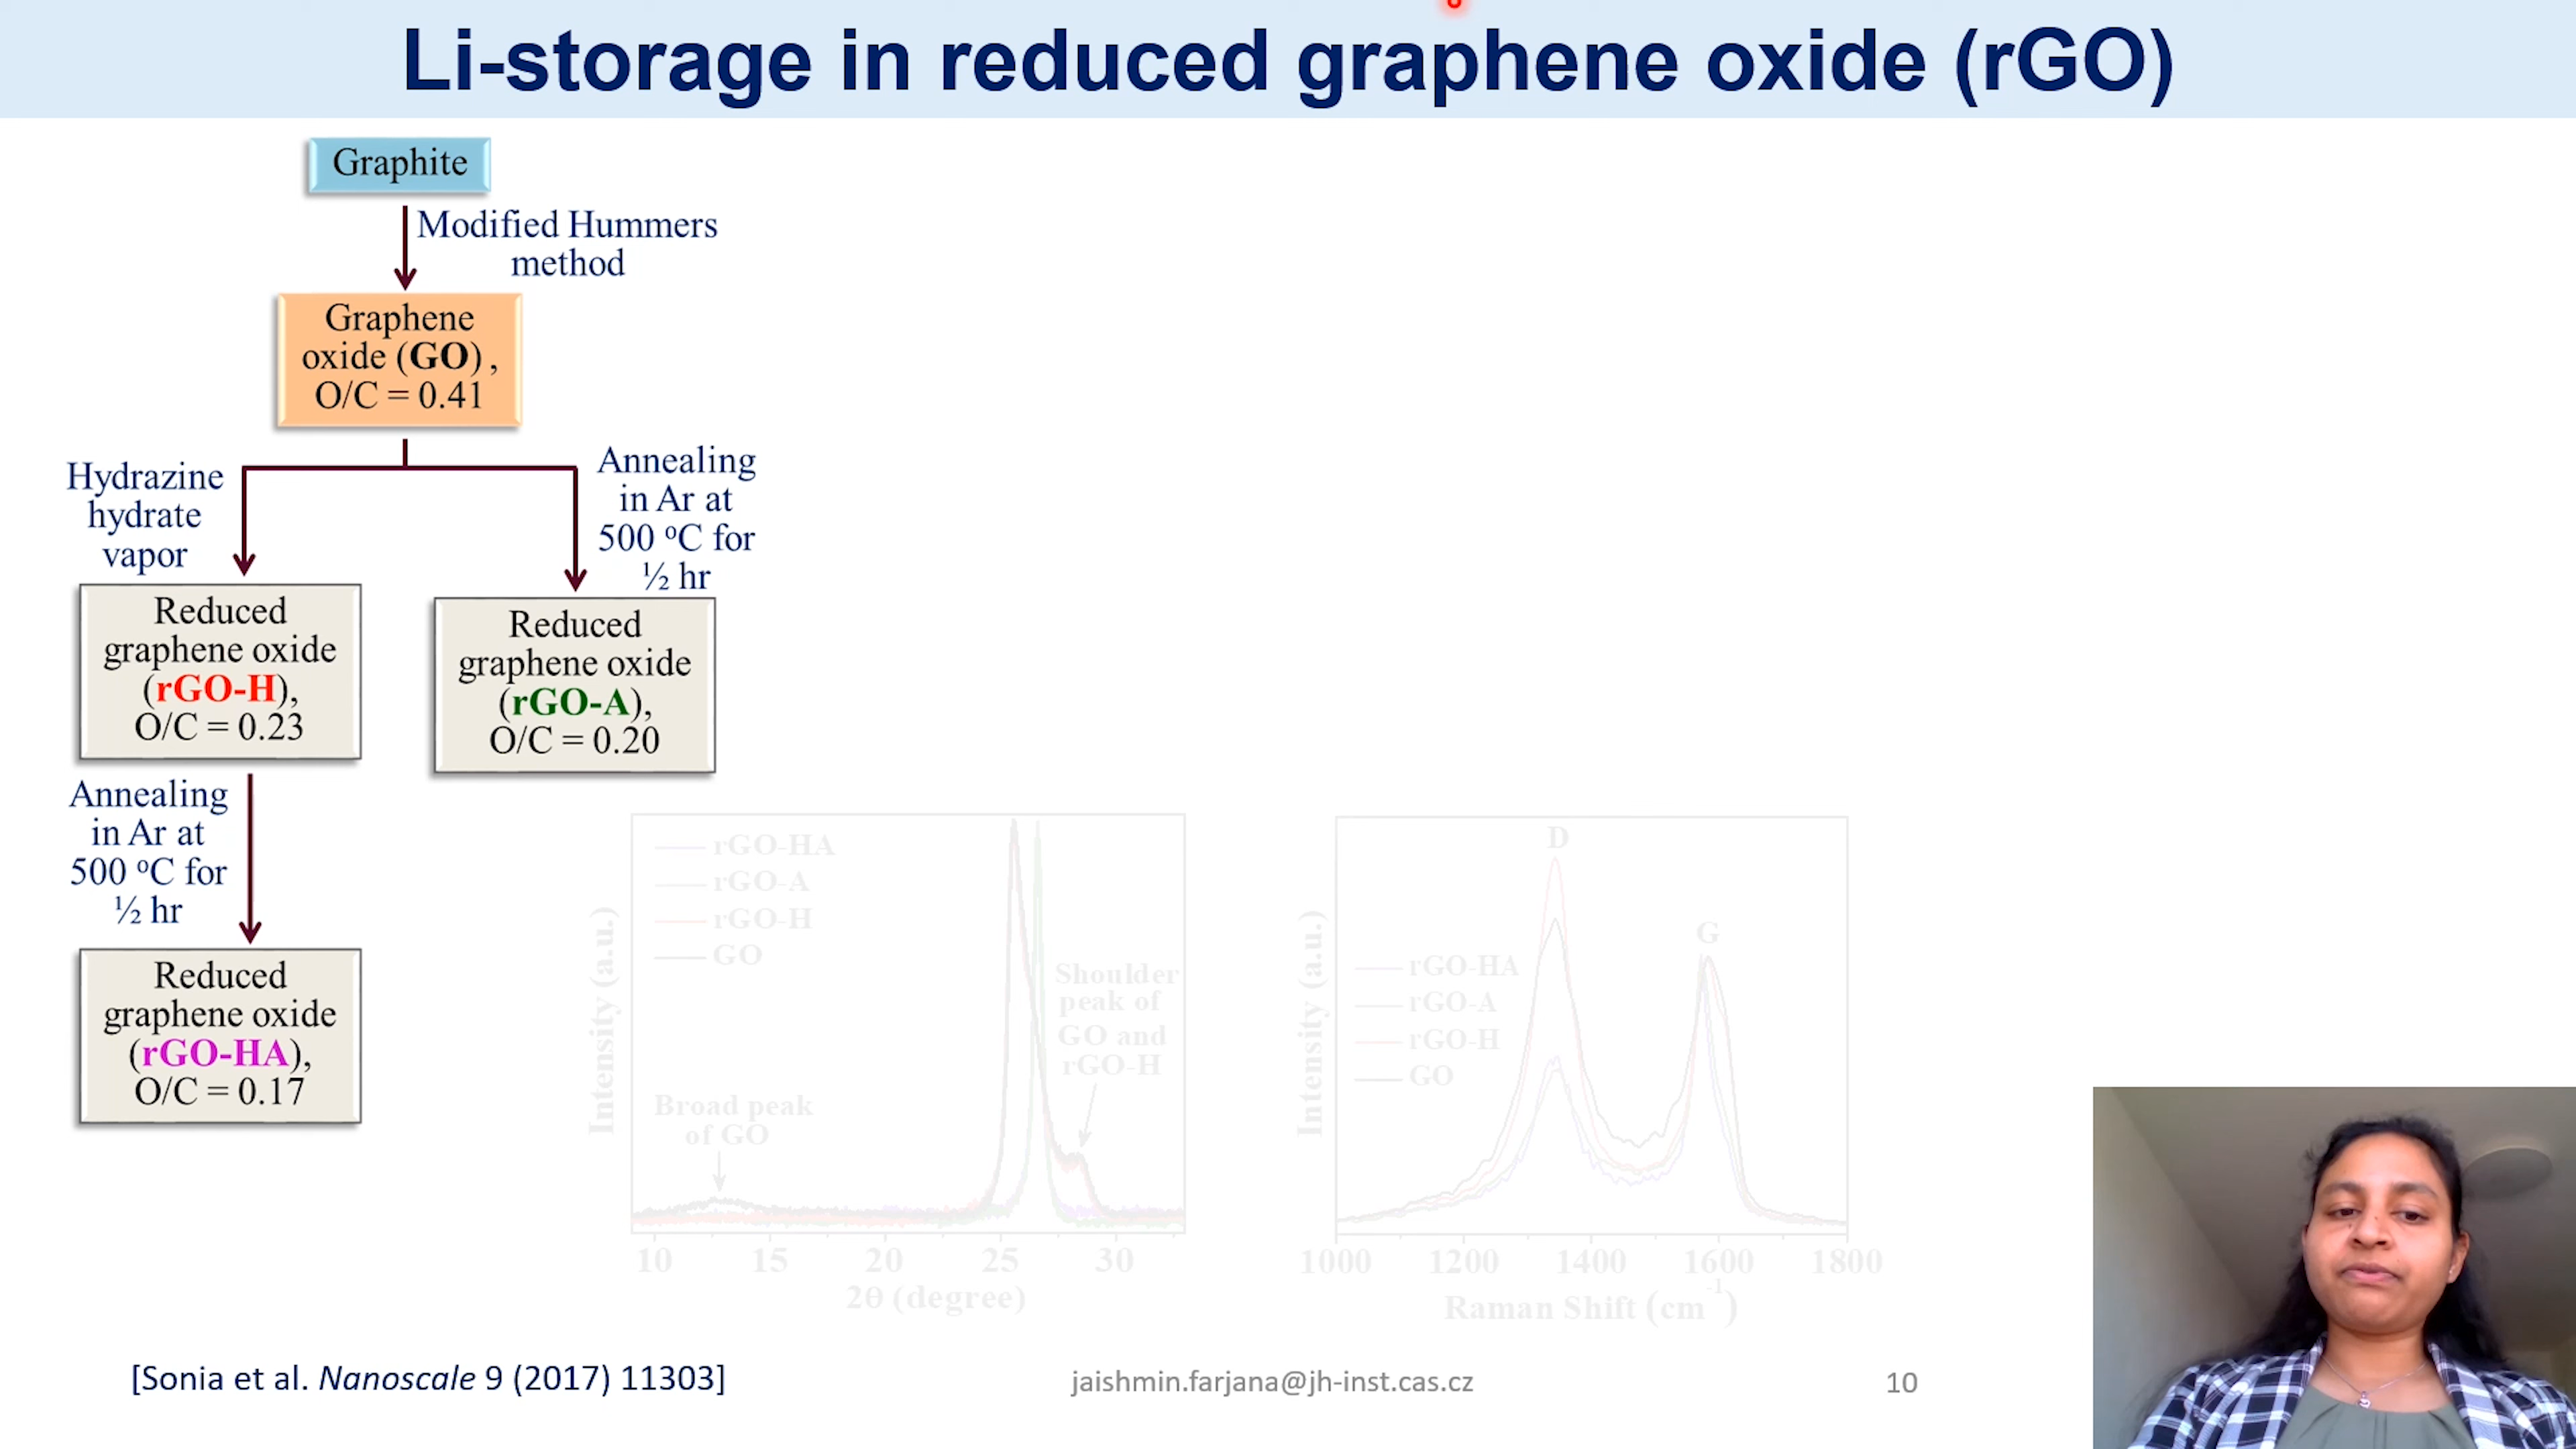 Li-storage in reduced graphene oxide (rGO)
Graphite
Modified Hummers
method
Graphene
oxide (GO) ,
O/C = 0.41
Hydrazine
hydrate
vapor
Annealing
in Ar at
500 ⁰C for
½ hr
Reduced
graphene oxide
(rGO-H),
O/C = 0.23
Reduced
graphene oxide
(rGO-A),
O/C = 0.20
Annealing
in Ar at
500 ⁰C for
½ hr
Reduced
graphene oxide
(rGO-HA),
O/C = 0.17
Intensity (a.u.)
rGO-HA
rGO-A
rGO-H
GO
Shoulder
peak of
GO and
rGO-H
Broad peak
of GO
10 15 20 25 30
2θ (degree)
Intensity (a.u.)
D
G
rGO-HA
rGO-A
rGO-H
GO
1000 1200 1400 1600 1800
Raman Shift (cm⁻¹)
[Sonia et al. Nanoscale 9 (2017) 11303]
jaishmin.farjana@jh-inst.cas.cz
10